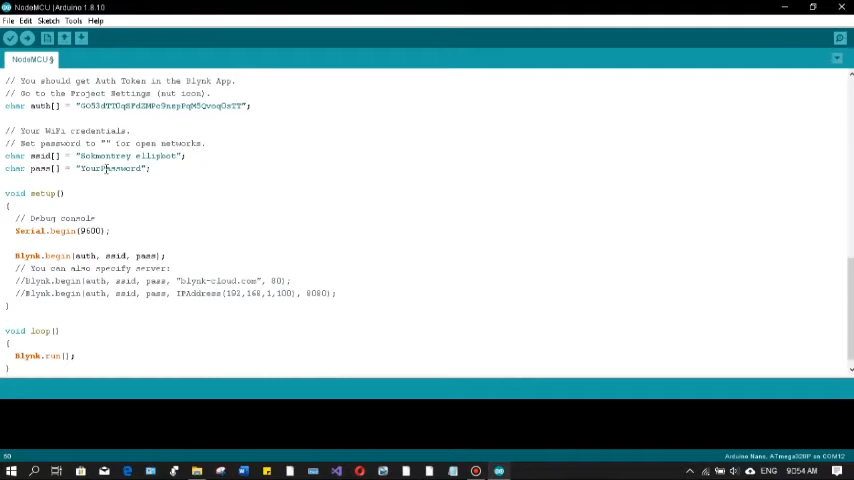 NodeMCU | Arduino 1.8.10
File Edit Sketch Tools Help
NodeMCU §
// You should get Auth Token in the Blynk App.
// Go to the Project Settings (nut icon).
char auth[] =
// Your WiFi credentials.
// Set password to "" for open networks.
char ssid[] = "Sokmontrey ellipbot";
char pass[] = "YourPassword";
void setup()
{
// Debug console
Serial.begin(9600);
Blynk.begin(auth, ssid, pass);
// You can also specify server:
//Blynk.begin(auth, ssid, pass, "blynk-cloud.com", 80);
//Blynk.begin(auth, ssid, pass, IPAddress(192,168,1,100), 8080);
}
void loop()
{
Blynk.run();
}
50
Arduino Nano, ATmega328P on COM12
ENG
9:54 AM